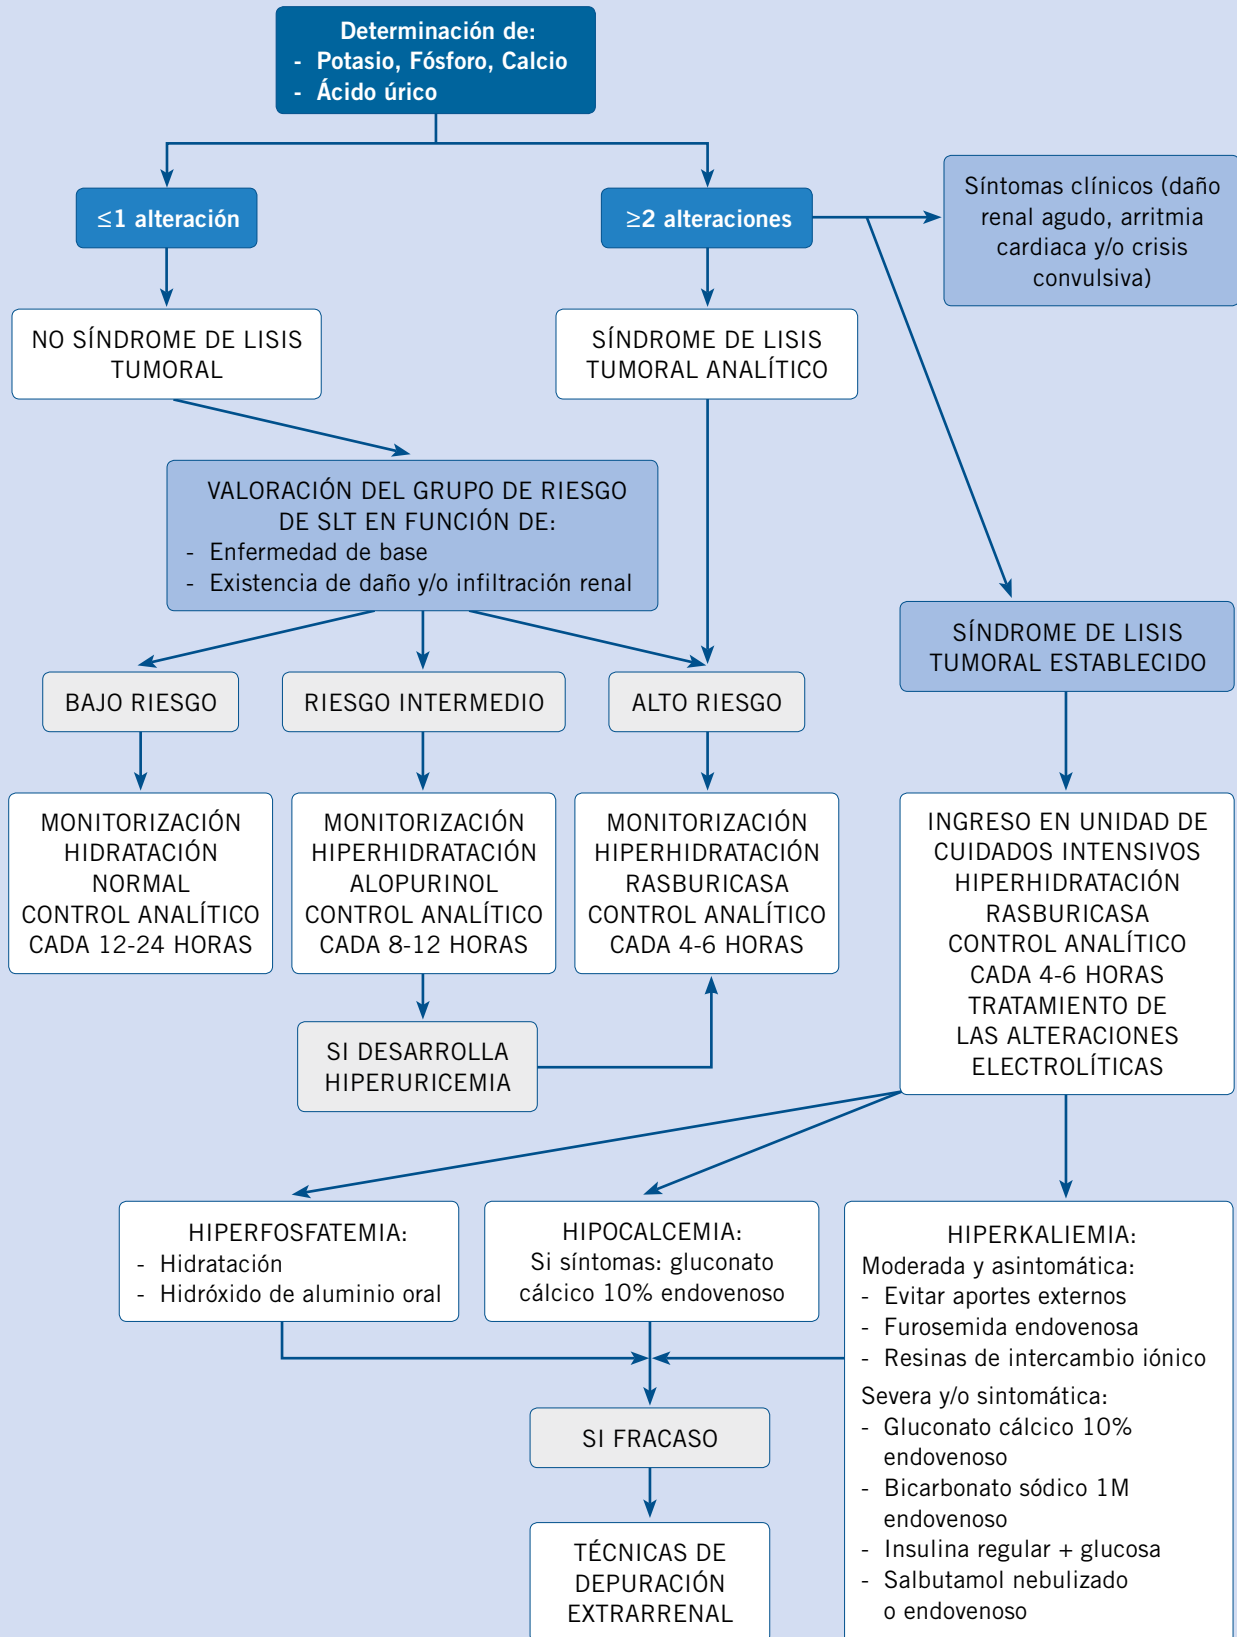 Determinación de:
- Potasio, Fósforo, Calcio
- Ácido úrico
≤1 alteración
≥2 alteraciones
Síntomas clínicos (daño
renal agudo, arritmia
cardiaca y/o crisis
convulsiva)
NO SÍNDROME DE LISIS
TUMORAL
SÍNDROME DE LISIS
TUMORAL ANALÍTICO
VALORACIÓN DEL GRUPO DE RIESGO
DE SLT EN FUNCIÓN DE:
- Enfermedad de base
- Existencia de daño y/o infiltración renal
SÍNDROME DE LISIS
TUMORAL ESTABLECIDO
BAJO RIESGO
RIESGO INTERMEDIO
ALTO RIESGO
MONITORIZACIÓN
HIDRATACIÓN
NORMAL
CONTROL ANALÍTICO
CADA 12-24 HORAS
MONITORIZACIÓN
HIPERHIDRATACIÓN
ALOPURINOL
CONTROL ANALÍTICO
CADA 8-12 HORAS
MONITORIZACIÓN
HIPERHIDRATACIÓN
RASBURICASA
CONTROL ANALÍTICO
CADA 4-6 HORAS
INGRESO EN UNIDAD DE
CUIDADOS INTENSIVOS
HIPERHIDRATACIÓN
RASBURICASA
CONTROL ANALÍTICO
CADA 4-6 HORAS
TRATAMIENTO DE
LAS ALTERACIONES
ELECTROLÍTICAS
SI DESARROLLA
HIPERURICEMIA
HIPERFOSFATEMIA:
- Hidratación
- Hidróxido de aluminio oral
HIPOCALCEMIA:
Si síntomas: gluconato
cálcico 10% endovenoso
HIPERKALIEMIA:
Moderada y asintomática:
- Evitar aportes externos
- Furosemida endovenosa
- Resinas de intercambio iónico
Severa y/o sintomática:
- Gluconato cálcico 10%
endovenoso
- Bicarbonato sódico 1M
endovenoso
- Insulina regular + glucosa
- Salbutamol nebulizado
o endovenoso
SI FRACASO
TÉCNICAS DE
DEPURACIÓN
EXTRARRENAL